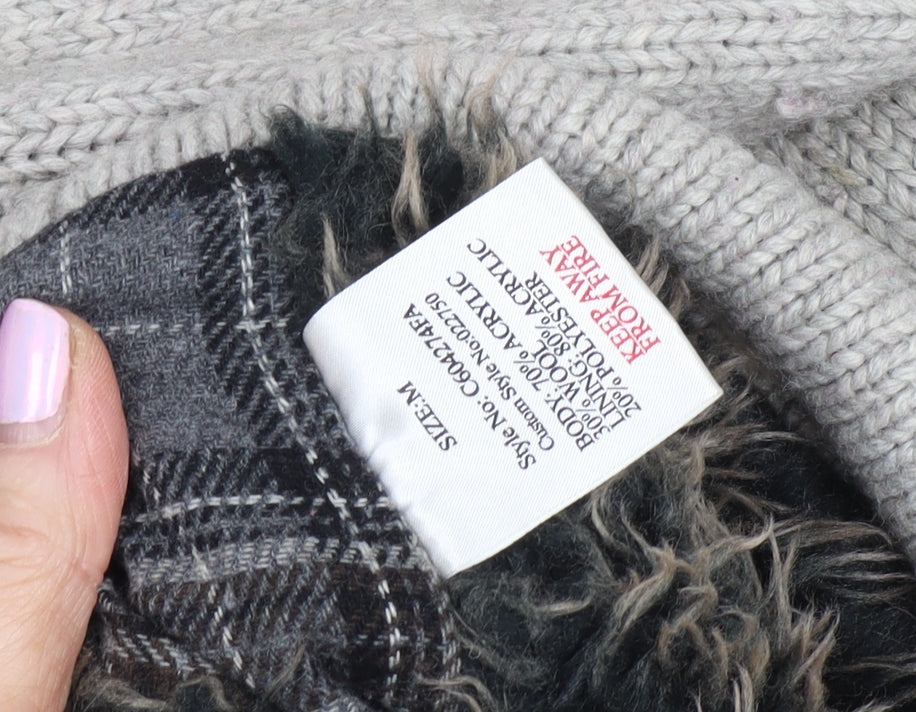 SIZE:M
Style No: C604274EFA
Custom Style No:022750
BODY: 70% ACRYLIC
30% WOOL
LINING: 80% ACRYLIC
20% POLYESTER
KEEP AWAY
FROM FIRE